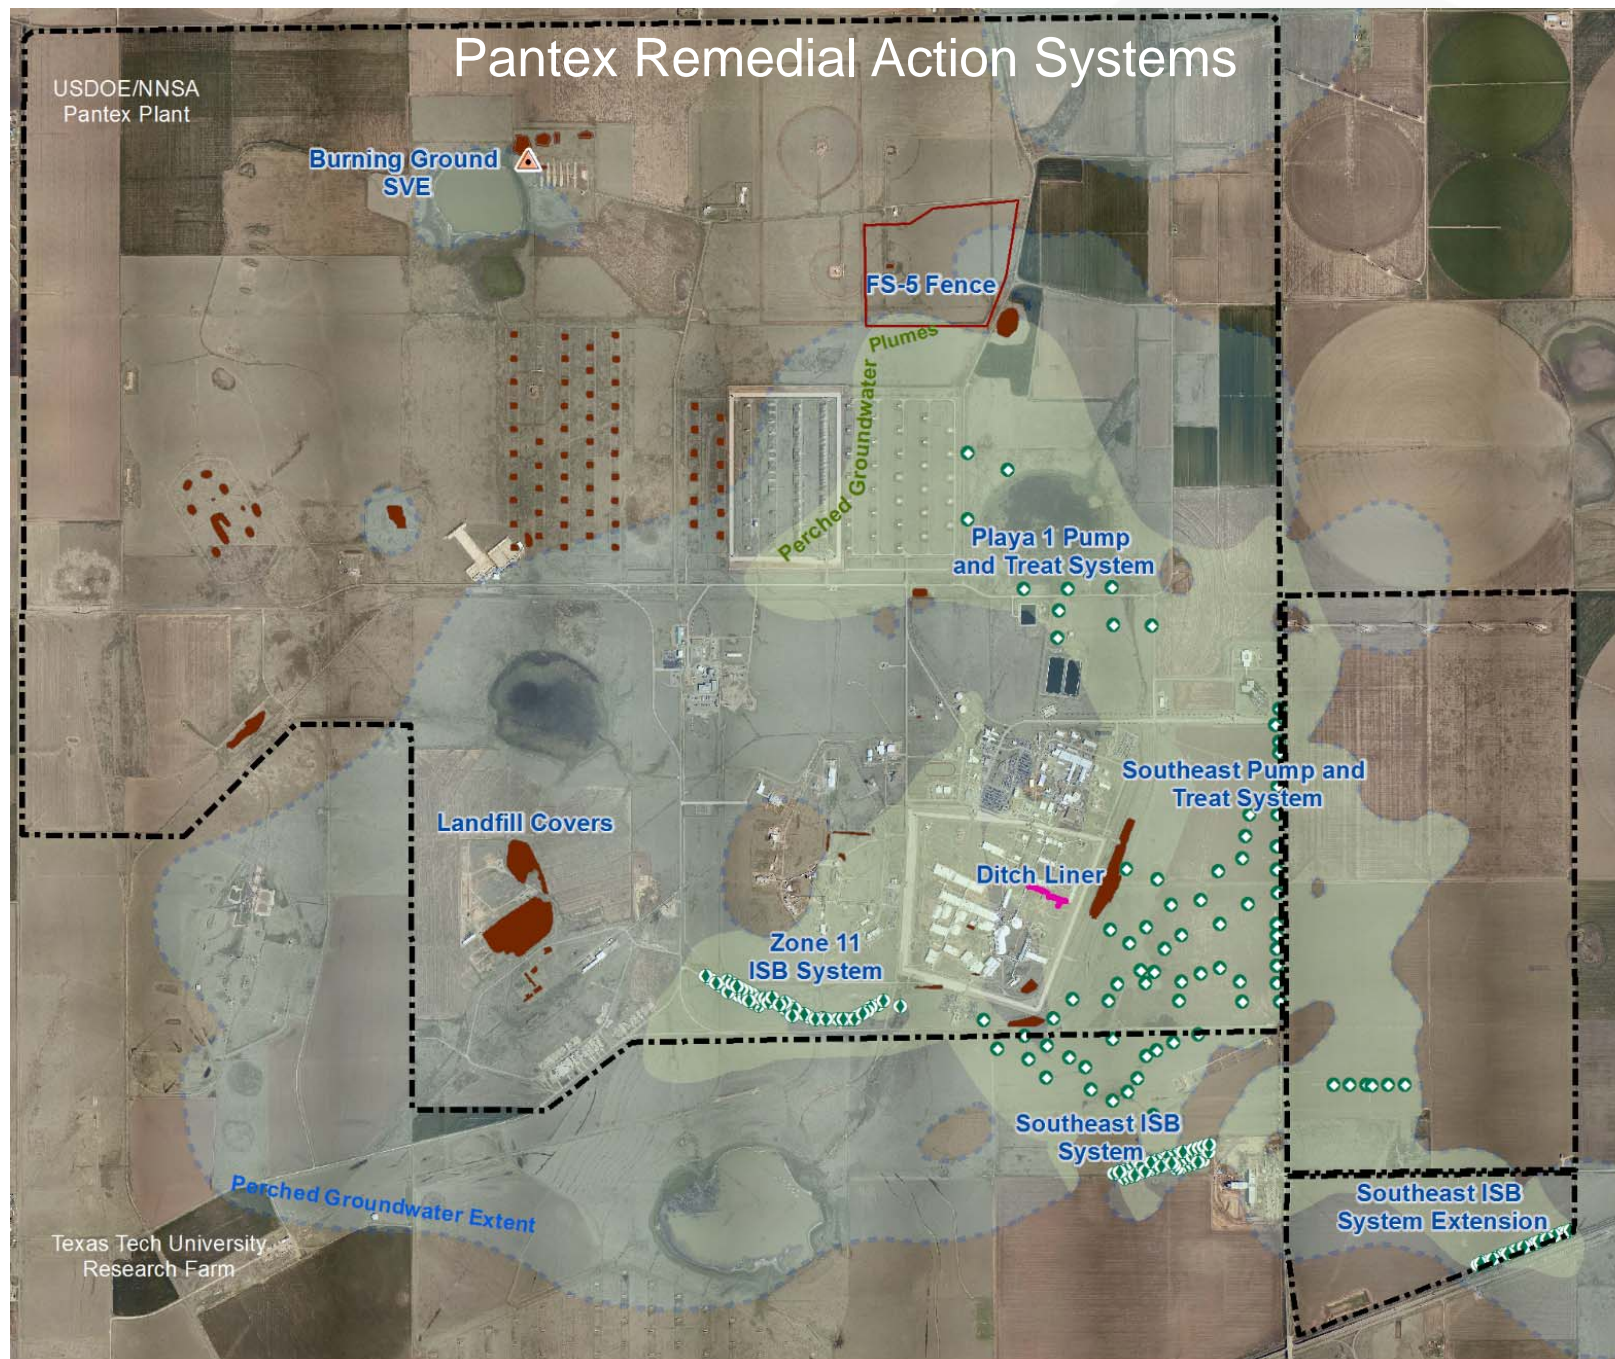 Pantex Remedial Action Systems
USDOE/NNSA
Pantex Plant
Burning Ground
SVE
FS-5 Fence
Perched Groundwater Plumes
Playa 1 Pump
and Treat System
Southeast Pump and
Treat System
Landfill Covers
Ditch Liner
Zone 11
ISB System
Southeast ISB
System
Perched Groundwater Extent
Southeast ISB
System Extension
Texas Tech University
Research Farm